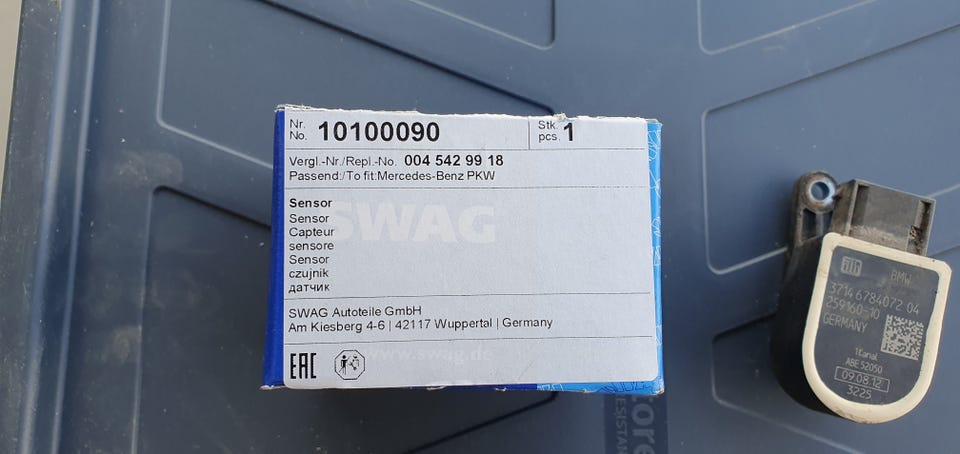 Nr.
No. 10100090
Stk.
pcs. 1
Vergl.-Nr./Repl.-No. 004 542 99 18
Passend:/To fit:Mercedes-Benz PKW
Sensor
Sensor
Capteur
sensore
Sensor
czujnik
датчик
SWAG
SWAG Autoteile GmbH
Am Kiesberg 4-6 | 42117 Wuppertal | Germany
www.swag.de
EAC
BMW
3714 6784072 04
259160-10
GERMANY
1Kanal
ABE 52050
09.08.12
3225
tore
ESISTAN